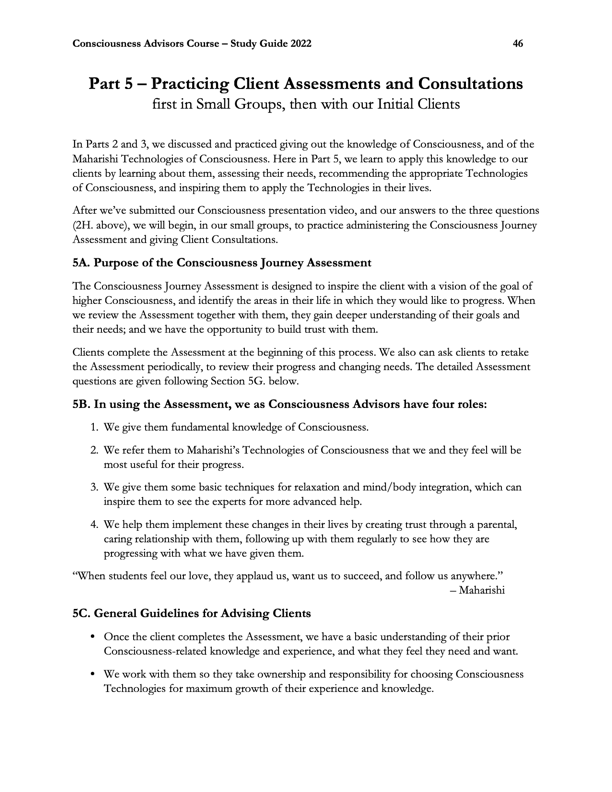 Consciousness Advisors Course – Study Guide 2022 46
Part 5 – Practicing Client Assessments and Consultations
first in Small Groups, then with our Initial Clients
In Parts 2 and 3, we discussed and practiced giving out the knowledge of Consciousness, and of the
Maharishi Technologies of Consciousness. Here in Part 5, we learn to apply this knowledge to our
clients by learning about them, assessing their needs, recommending the appropriate Technologies
of Consciousness, and inspiring them to apply the Technologies in their lives.
After we've submitted our Consciousness presentation video, and our answers to the three questions
(2H. above), we will begin, in our small groups, to practice administering the Consciousness Journey
Assessment and giving Client Consultations.
5A. Purpose of the Consciousness Journey Assessment
The Consciousness Journey Assessment is designed to inspire the client with a vision of the goal of
higher Consciousness, and identify the areas in their life in which they would like to progress. When
we review the Assessment together with them, they gain deeper understanding of their goals and
their needs; and we have the opportunity to build trust with them.
Clients complete the Assessment at the beginning of this process. We also can ask clients to retake
the Assessment periodically, to review their progress and changing needs. The detailed Assessment
questions are given following Section 5G. below.
5B. In using the Assessment, we as Consciousness Advisors have four roles:
1. We give them fundamental knowledge of Consciousness.
2. We refer them to Maharishi's Technologies of Consciousness that we and they feel will be
most useful for their progress.
3. We give them some basic techniques for relaxation and mind/body integration, which can
inspire them to see the experts for more advanced help.
4. We help them implement these changes in their lives by creating trust through a parental,
caring relationship with them, following up with them regularly to see how they are
progressing with what we have given them.
“When students feel our love, they applaud us, want us to succeed, and follow us anywhere.”
– Maharishi
5C. General Guidelines for Advising Clients
• Once the client completes the Assessment, we have a basic understanding of their prior
Consciousness-related knowledge and experience, and what they feel they need and want.
• We work with them so they take ownership and responsibility for choosing Consciousness
Technologies for maximum growth of their experience and knowledge.